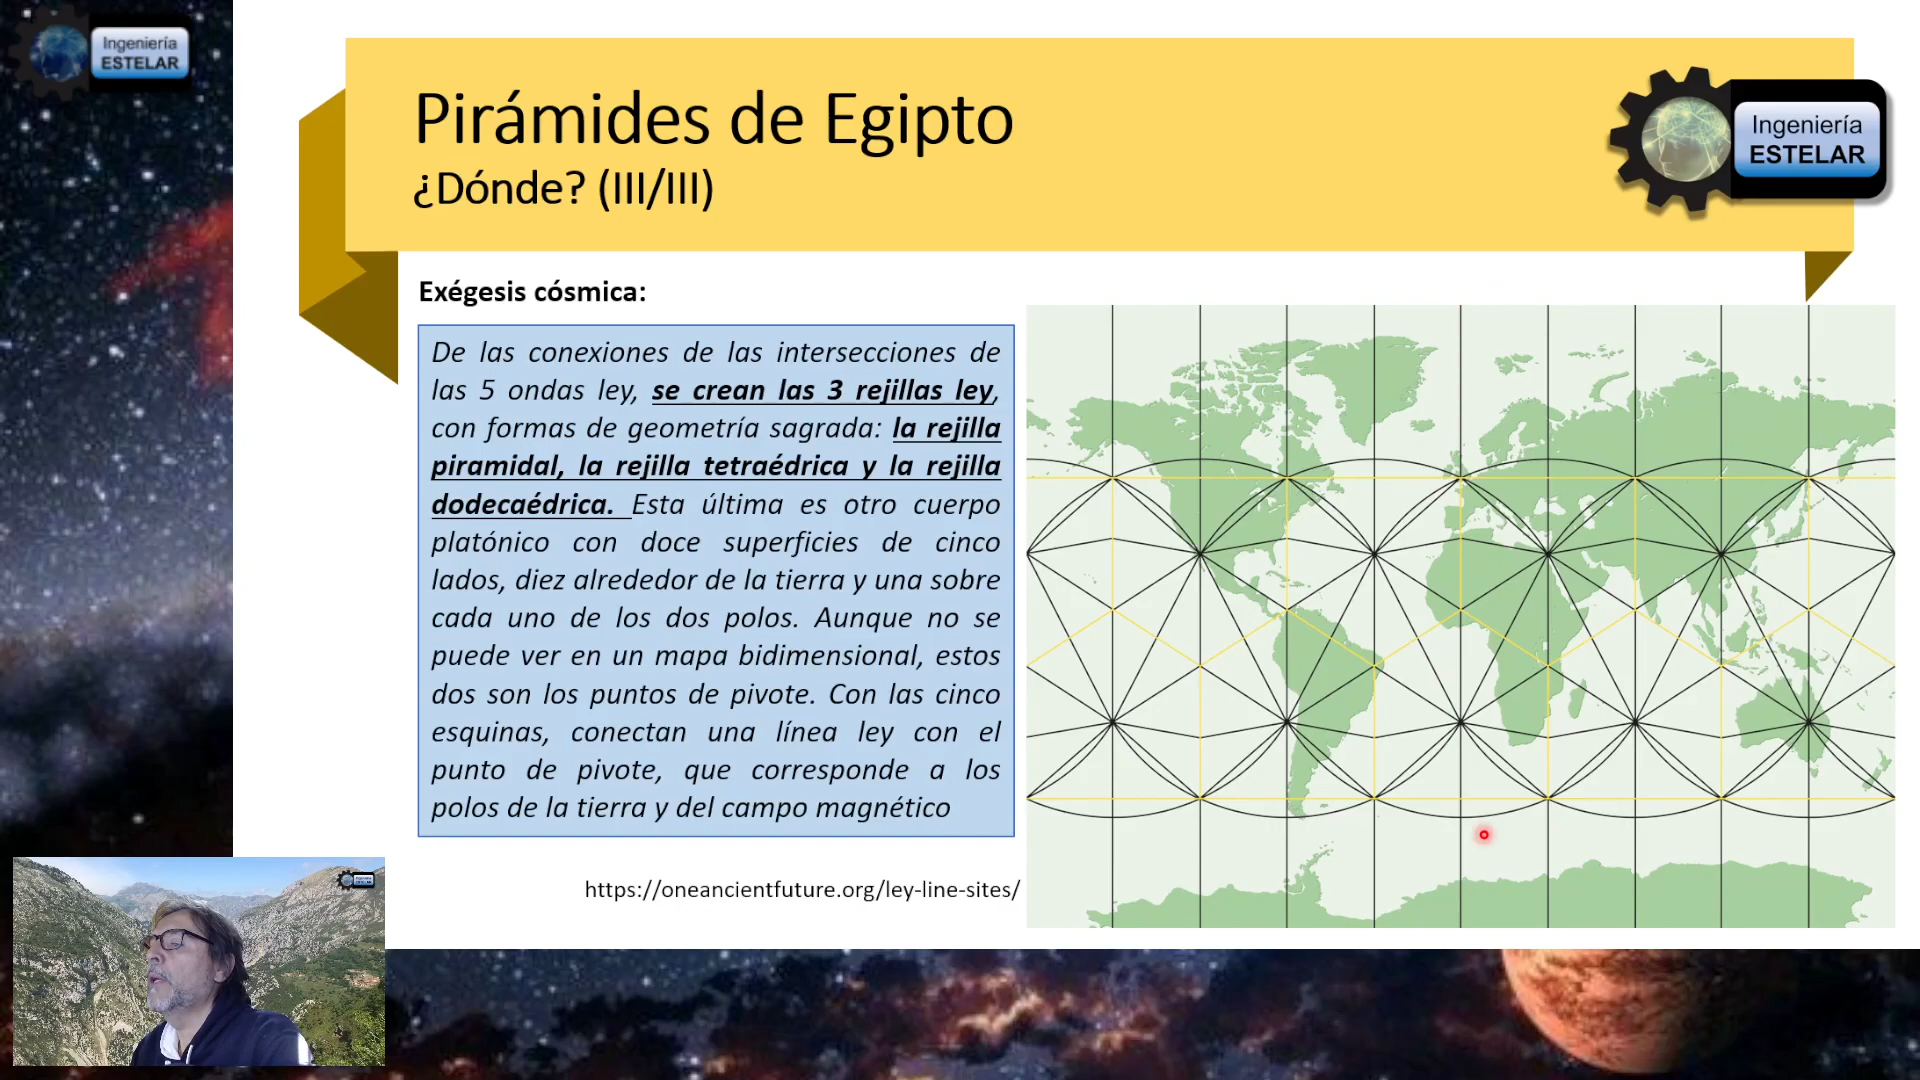 Ingeniería
ESTELAR
Pirámides de Egipto
¿Dónde? (III/III)
Ingeniería
ESTELAR
Exégesis cósmica:
De las conexiones de las intersecciones de
las 5 ondas ley, se crean las 3 rejillas ley,
con formas de geometría sagrada: la rejilla
piramidal, la rejilla tetraédrica y la rejilla
dodecaédrica. Esta última es otro cuerpo
platónico con doce superficies de cinco
lados, diez alrededor de la tierra y una sobre
cada uno de los dos polos. Aunque no se
puede ver en un mapa bidimensional, estos
dos son los puntos de pivote. Con las cinco
esquinas, conectan una línea ley con el
punto de pivote, que corresponde a los
polos de la tierra y del campo magnético
https://oneancientfuture.org/ley-line-sites/